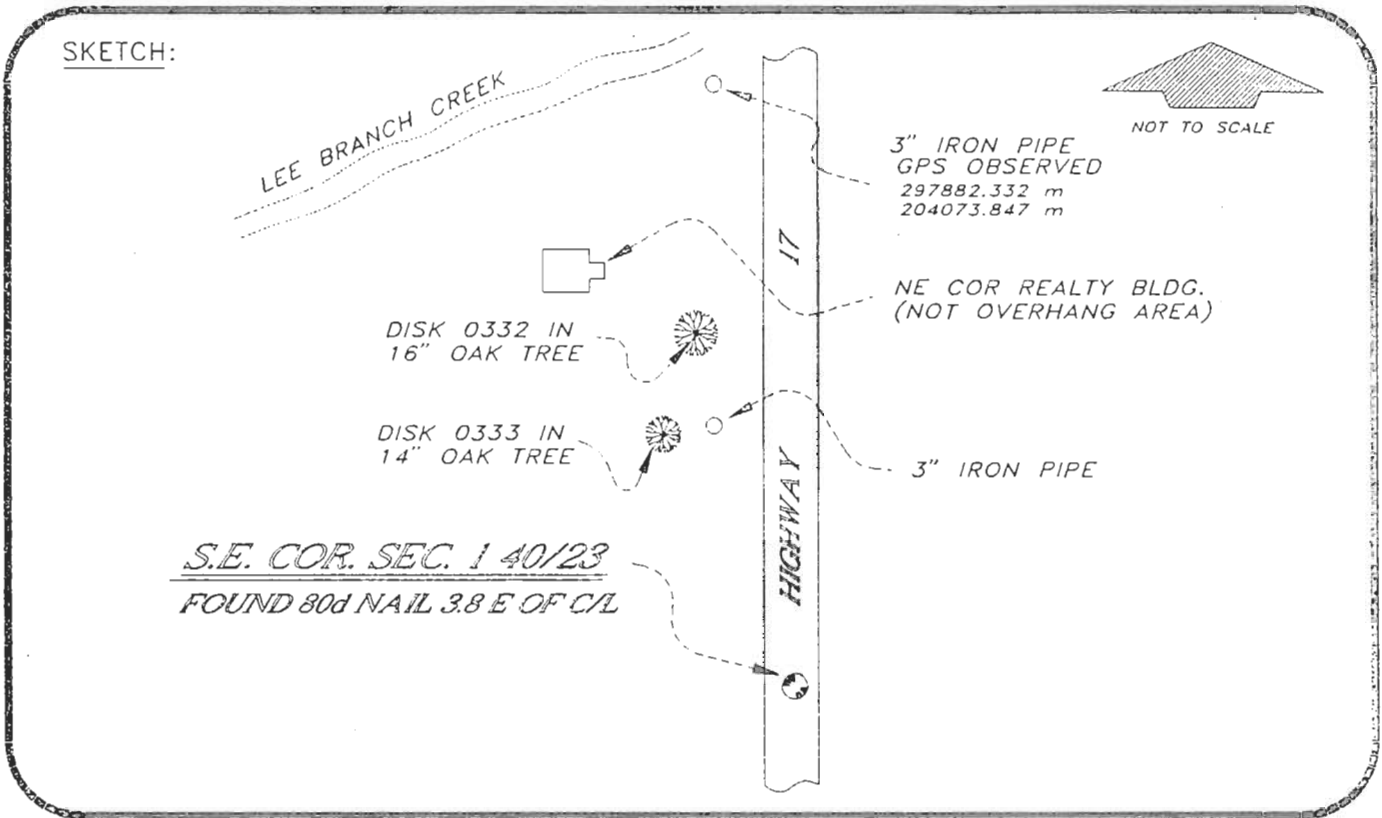 SKETCH:
LEE BRANCH CREEK
NOT TO SCALE
3" IRON PIPE
GPS OBSERVED
297882.332 m
204073.847 m
17
NE COR REALTY BLDG.
(NOT OVERHANG AREA)
DISK 0332 IN
16" OAK TREE
DISK 0333 IN
14" OAK TREE
3" IRON PIPE
HIGHWAY
S.E. COR. SEC. 1 40/23
FOUND 80d NAIL 3.8 E OF C/L